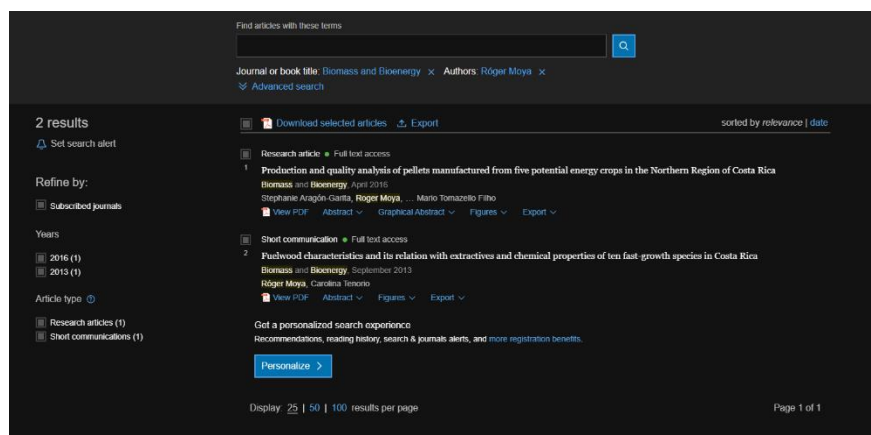 Find articles with these terms
Journal or book title: Biomass and Bioenergy × Authors: Róger Moya ×
Advanced search
2 results
Set search alert
Refine by:
Subscribed journals
Years
2016 (1)
2013 (1)
Article type
Research articles (1)
Short communications (1)
Download selected articles Export
sorted by relevance | date
Research article • Full text access
1 Production and quality analysis of pellets manufactured from five potential energy crops in the Northern Region of Costa Rica
Biomass and Bioenergy, April 2016
Stephanie Aragón-Garita, Roger Moya, … Mario Tomazello Filho
View PDF Abstract Graphical Abstract Figures Export
Short communication • Full text access
2 Fuelwood characteristics and its relation with extractives and chemical properties of ten fast-growth species in Costa Rica
Biomass and Bioenergy, September 2013
Róger Moya, Carolina Tenorio
View PDF Abstract Figures Export
Get a personalized search experience
Recommendations, reading history, search & journals alerts, and more registration benefits.
Personalize >
Display: 25 | 50 | 100 results per page
Page 1 of 1